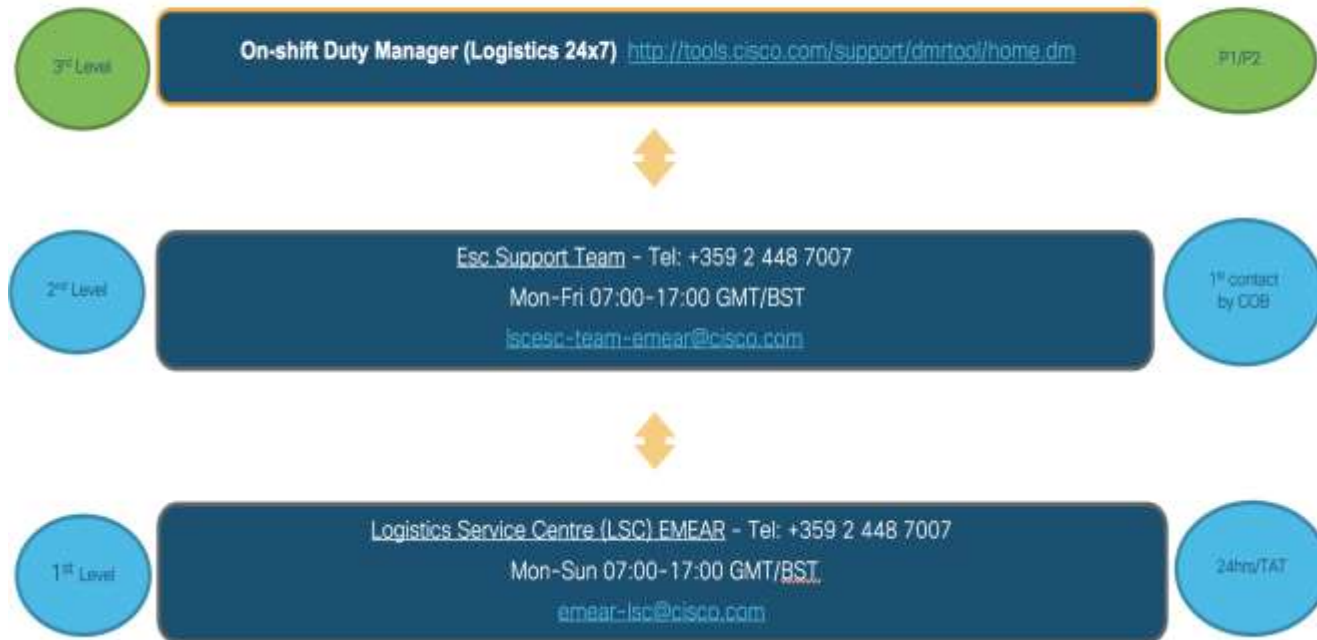 3rd Level
On-shift Duty Manager (Logistics 24x7) http://tools.cisco.com/support/dmrtool/home.dm
P1/P2
2nd Level
Esc Support Team - Tel: +359 2 448 7007
Mon-Fri 07:00-17:00 GMT/BST
lscesc-team-emear@cisco.com
1st contact
by COB
1st Level
Logistics Service Centre (LSC) EMEAR - Tel: +359 2 448 7007
Mon-Sun 07:00-17:00 GMT/BST
emear-lsc@cisco.com
24hrs/TAT